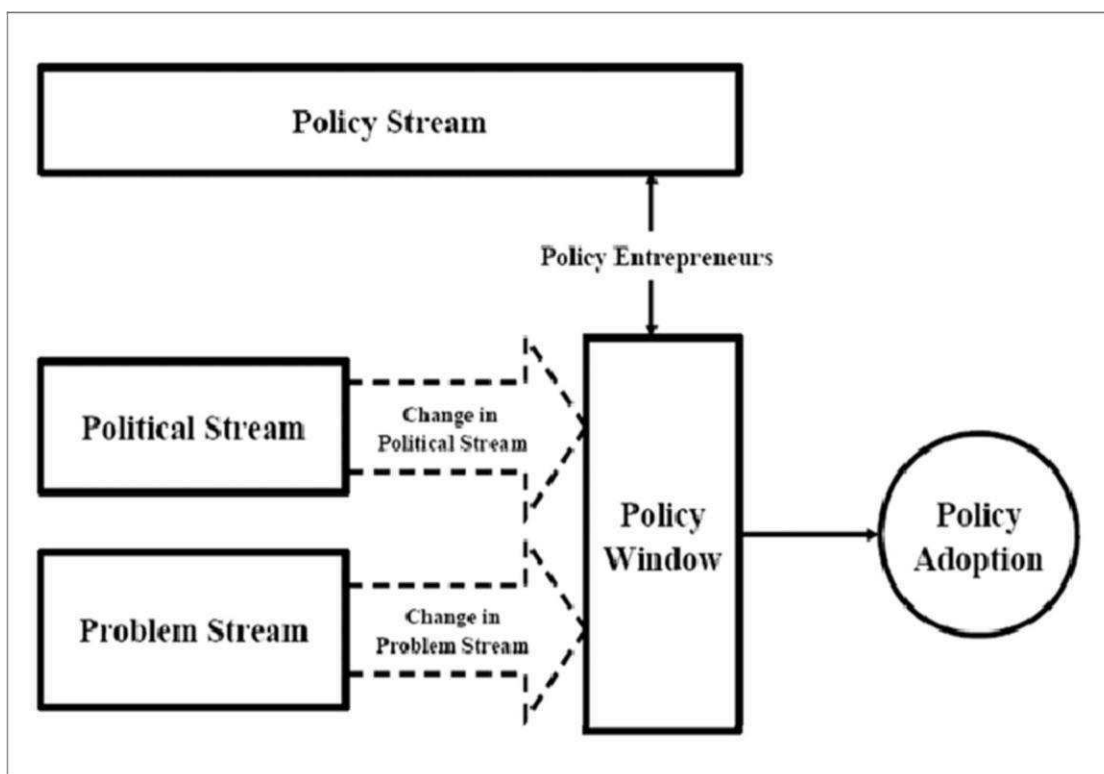 Policy Stream
Policy Entrepreneurs
Political Stream
Change in
Political Stream
Policy
Window
Policy
Adoption
Problem Stream
Change in
Problem Stream